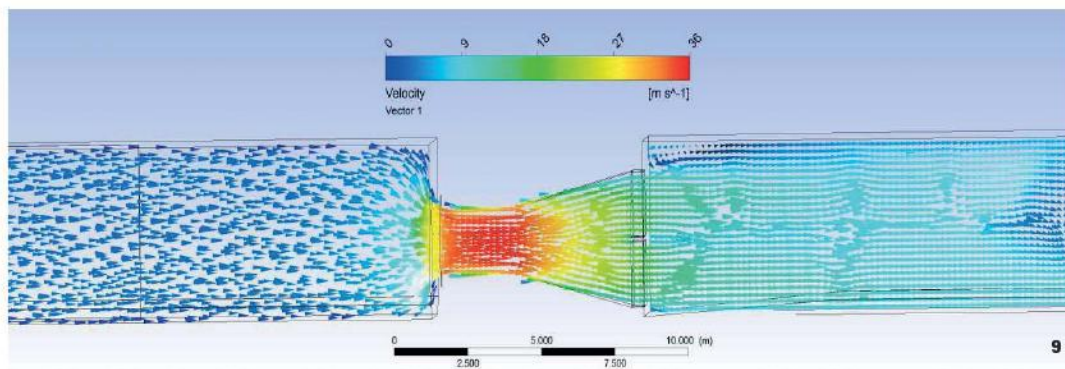 0 9 18 27 36
Velocity [m s^-1]
Vector 1
0 5.000 10.000 (m)
2.500 7.500
9